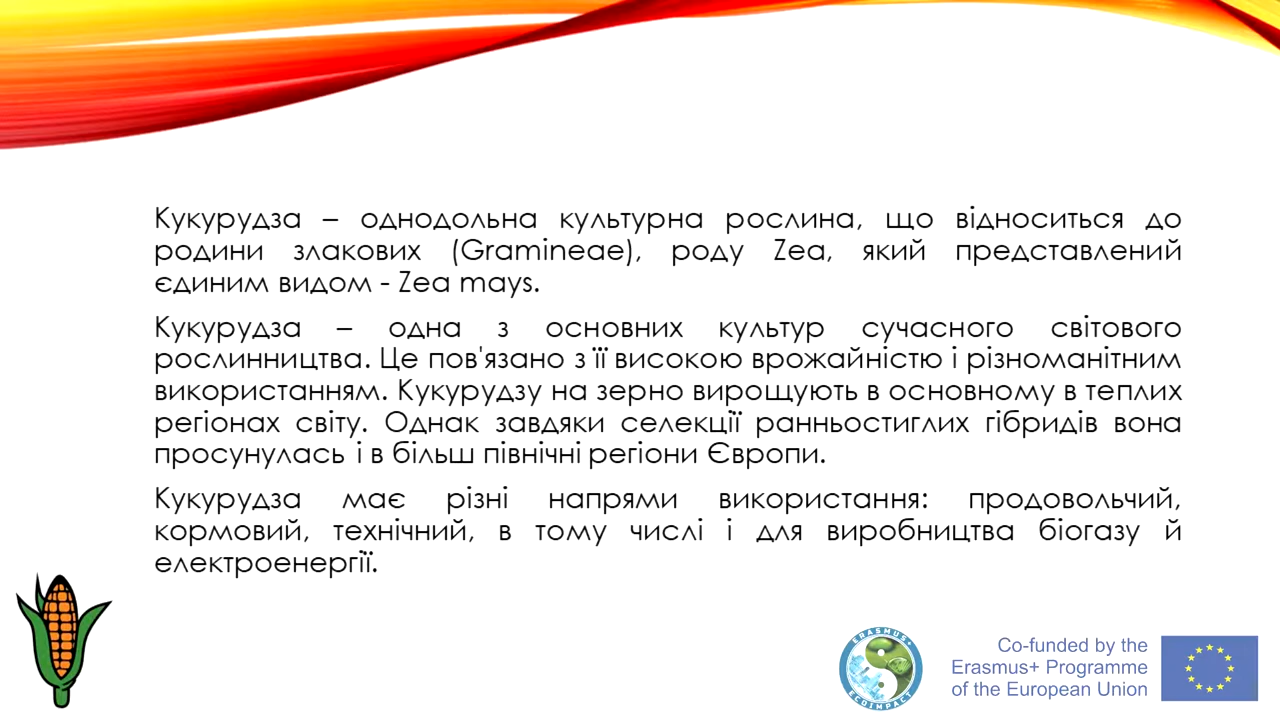 Кукурудза – однодольна культурна рослина, що відноситься до
родини злакових (Gramineae), роду Zea, який представлений
єдиним видом - Zea mays.
Кукурудза – одна з основних культур сучасного світового
рослинництва. Це пов'язано з її високою врожайністю і різноманітним
використанням. Кукурудзу на зерно вирощують в основному в теплих
регіонах світу. Однак завдяки селекції ранньостиглих гібридів вона
просунулась і в більш північні регіони Європи.
Кукурудза має різні напрями використання: продовольчий,
кормовий, технічний, в тому числі і для виробництва біогазу й
електроенергії.
ERASMUS+
ECOIMPACT
Co-funded by the
Erasmus+ Programme
of the European Union